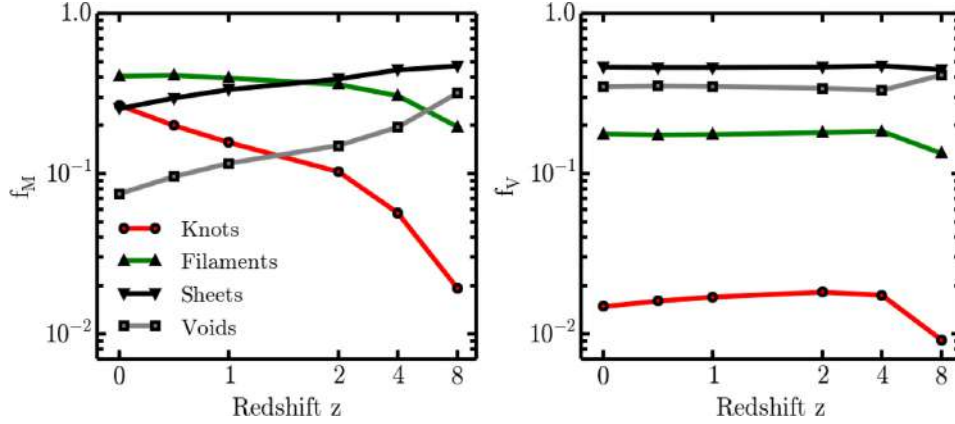 1.0
10^{-1}
10^{-2}
f_M
Knots
Filaments
Sheets
Voids
0 1 2 4 8
Redshift z
1.0
10^{-1}
10^{-2}
f_V
0 1 2 4 8
Redshift z